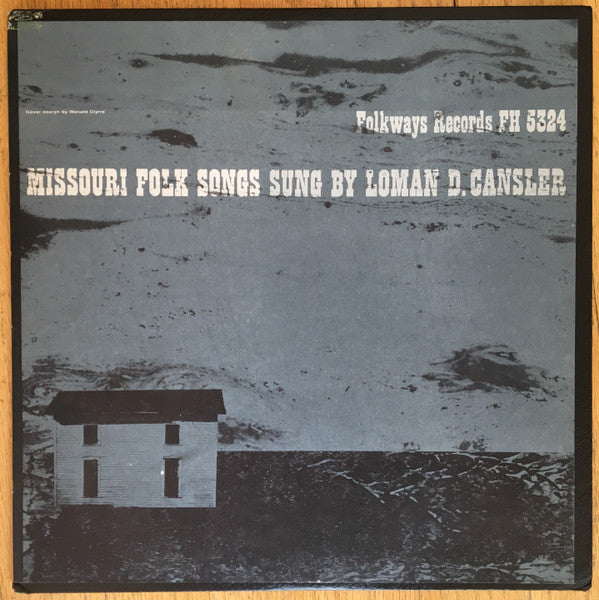 Cover design by Ronald Clyne
Folkways Records FH 5324
MISSOURI FOLK SONGS SUNG BY LOMAN D. CANSLER